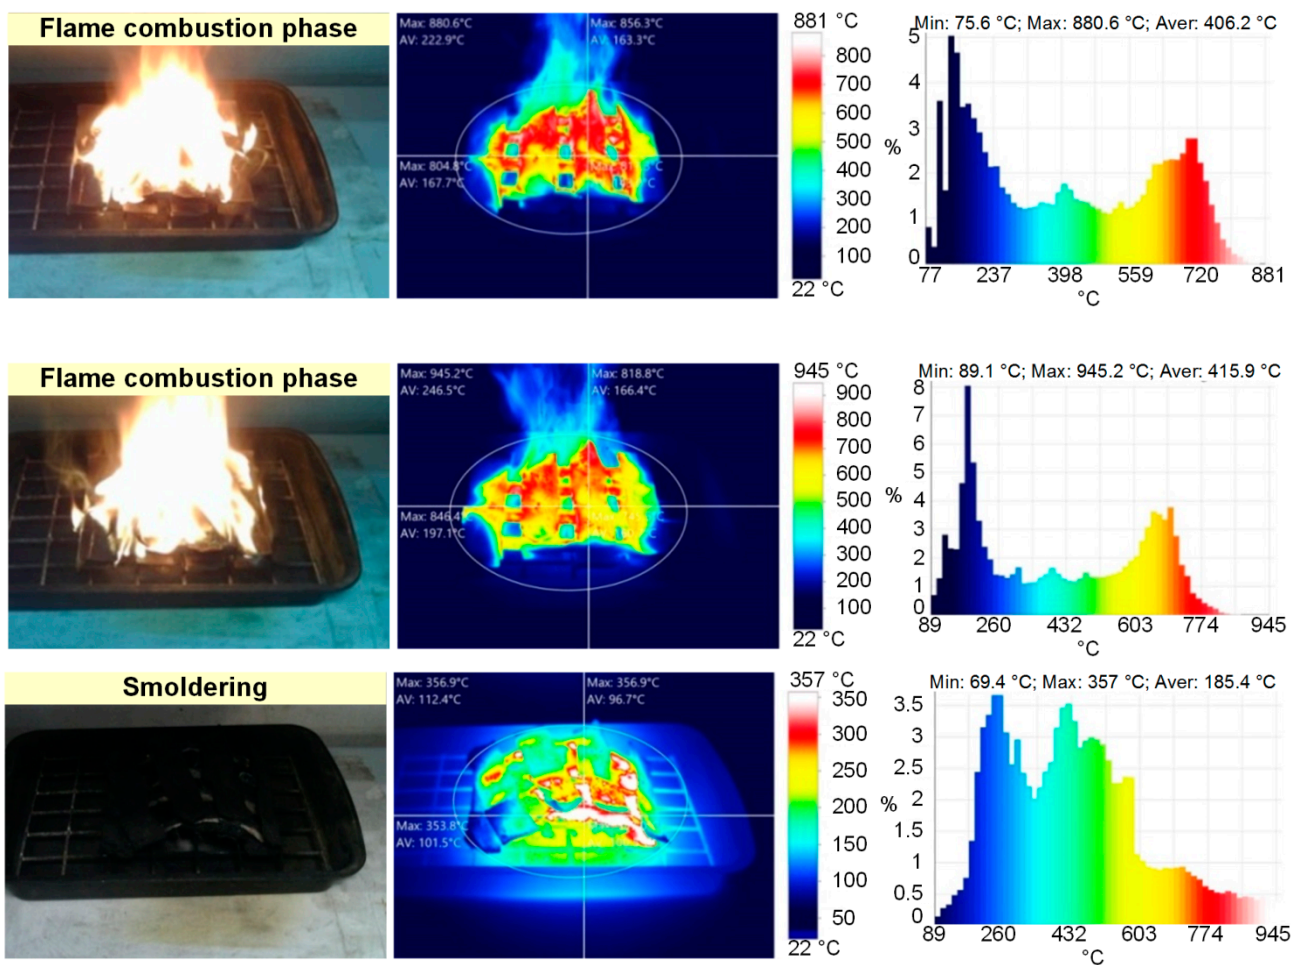 Flame combustion phase
Max: 880.6°C
AV: 222.9°C
Max: 856.3°C
AV: 163.3°C
Max: 804.8°C
AV: 167.7°C
881 °C
800
700
600
500
400
300
200
100
22 °C
Min: 75.6 °C; Max: 880.6 °C; Aver: 406.2 °C
5
4
3
%
2
1
0
77 237 398 559 720 881
°C
Flame combustion phase
Max: 945.2°C
AV: 246.5°C
Max: 818.8°C
AV: 166.4°C
Max: 846.4°
AV: 197.1°C
945 °C
900
800
700
600
500
400
300
200
100
22 °C
Min: 89.1 °C; Max: 945.2 °C; Aver: 415.9 °C
8
7
6
5
%
4
3
2
1
0
89 260 432 603 774 945
°C
Smoldering
Max: 356.9°C
AV: 112.4°C
Max: 356.9°C
AV: 96.7°C
Max: 353.8°C
AV: 101.5°C
357 °C
350
300
250
200
150
100
50
22 °C
Min: 69.4 °C; Max: 357 °C; Aver: 185.4 °C
3.5
3
2.5
%
2
1.5
1
0.5
0
89 260 432 603 774 945
°C